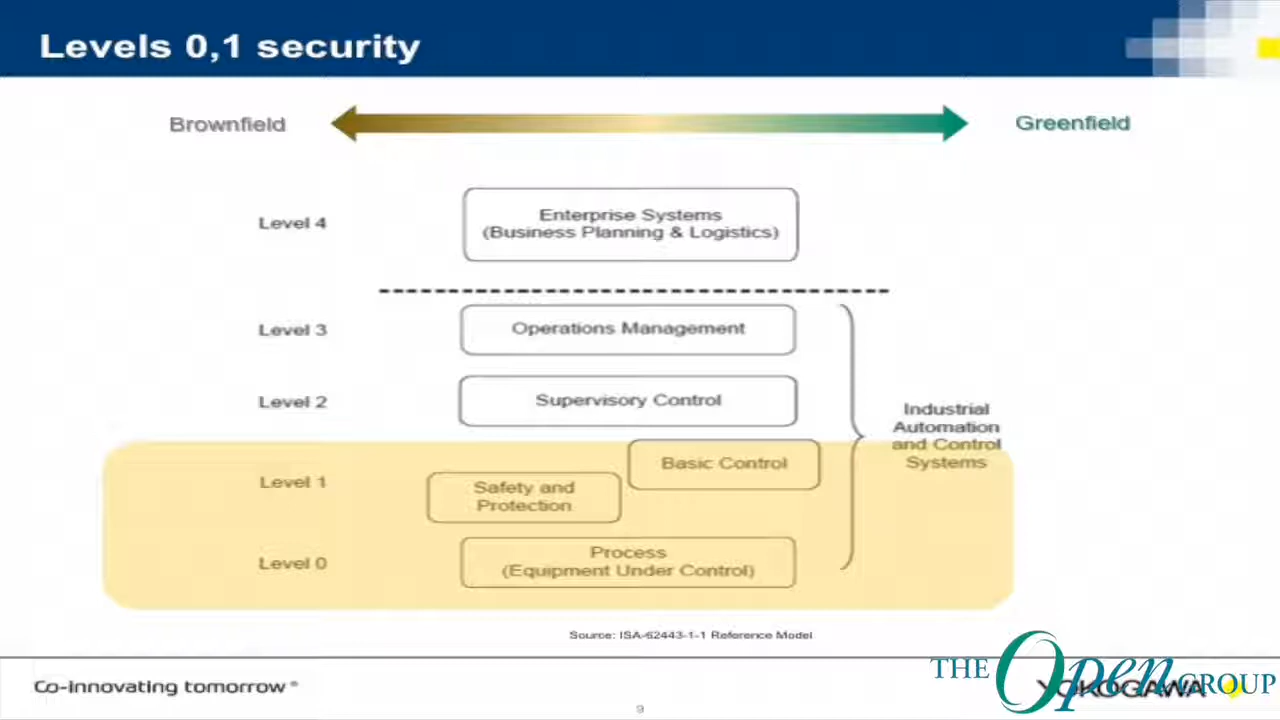 Levels 0,1 security
Brownfield
Greenfield
Level 4
Enterprise Systems
(Business Planning & Logistics)
Level 3
Operations Management
Level 2
Supervisory Control
Industrial
Automation
and Control
Systems
Level 1
Basic Control
Safety and
Protection
Level 0
Process
(Equipment Under Control)
Source: ISA-62443-1-1 Reference Model
Co-innovating tomorrow®
THE Open GROUP
YOKOGAWA
9